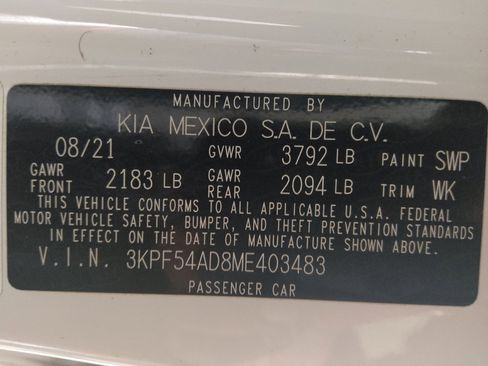 MANUFACTURED BY
KIA MEXICO S.A. DE C.V.
08/21 GVWR 3792 LB PAINT SWP
GAWR FRONT 2183 LB GAWR REAR 2094 LB TRIM WK
THIS VEHICLE CONFORMS TO ALL APPLICABLE U.S.A. FEDERAL
MOTOR VEHICLE SAFETY, BUMPER, AND THEFT PREVENTION STANDARDS
IN EFFECT ON THE DATE OF MANUFACTURE SHOWN ABOVE.
V.I.N. 3KPF54AD8ME403483
PASSENGER CAR